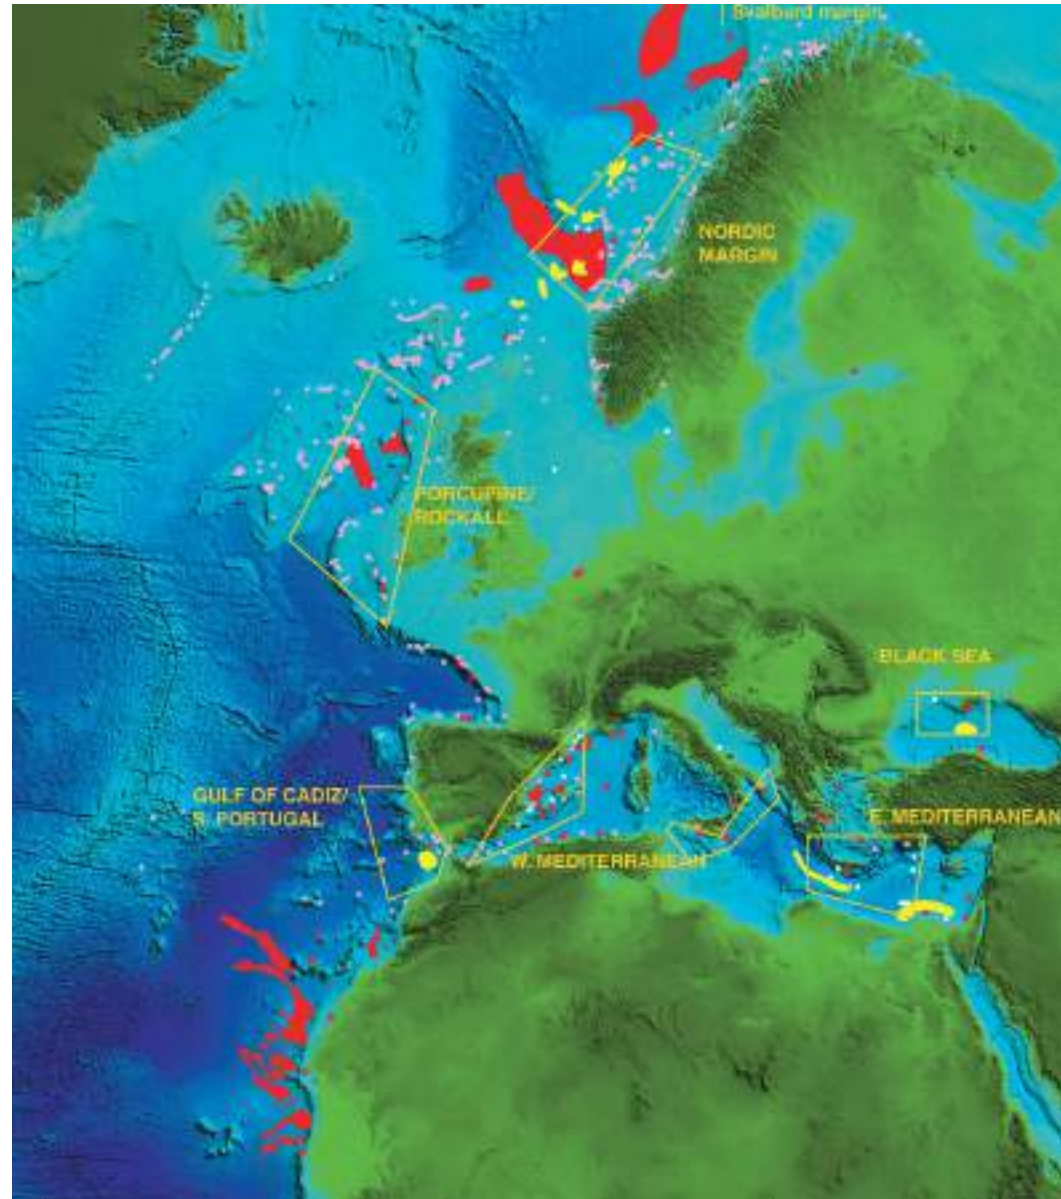 Svalbard margin
NORDIC
MARGIN
PORCUPINE/
ROCKALL
BLACK SEA
GULF OF CADIZ/
S. PORTUGAL
E. MEDITERRANEAN
W. MEDITERRANEAN